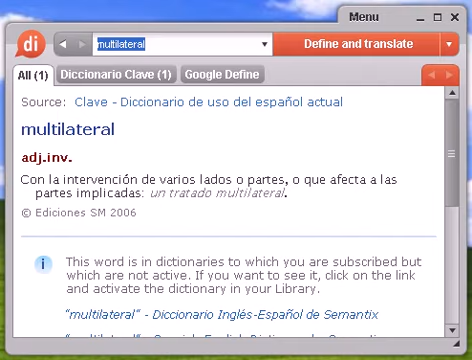 Menu
di
multilateral
Define and translate
All (1)
Diccionario Clave (1)
Google Define
Source: Clave - Diccionario de uso del español actual
multilateral
adj.inv.
Con la intervención de varios lados o partes, o que afecta a las
partes implicadas: un tratado multilateral.
© Ediciones SM 2006
i
This word is in dictionaries to which you are subscribed but
which are not active. If you want to see it, click on the link
and activate the dictionary in your Library.
"multilateral" - Diccionario Inglés-Español de Semantix